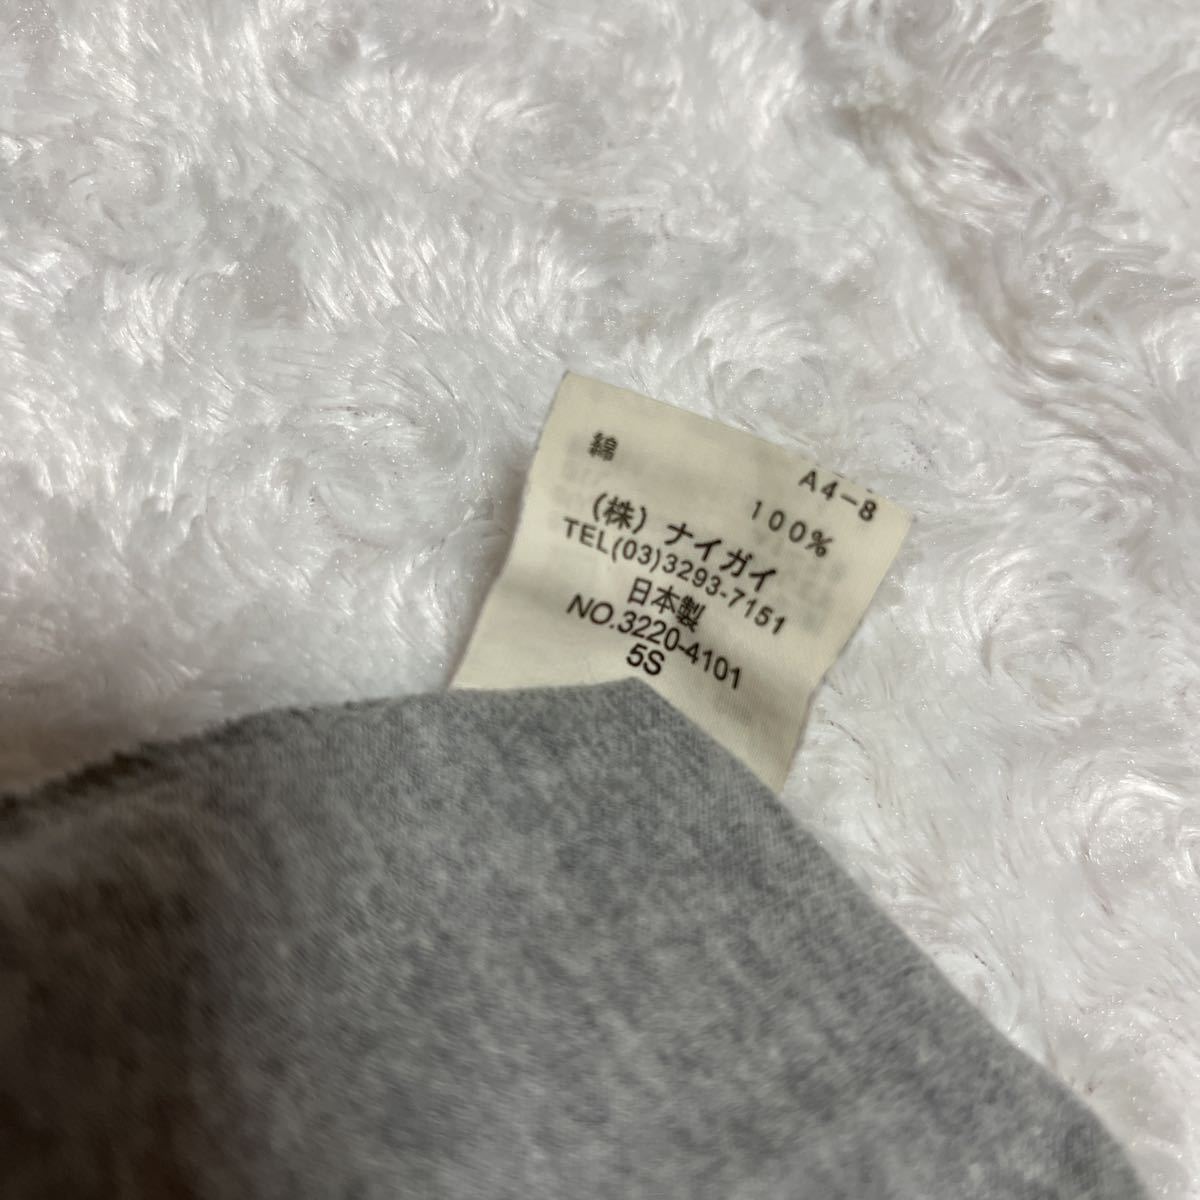 A4-8
綿 100%
(株)ナイガイ
TEL(03)3293-7151
日本製
NO.3220-4101
5S